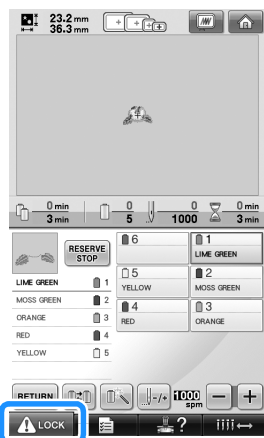 23.2 mm
36.3 mm
0 min
3 min
0
5
0
1000
0 min
3 min
RESERVE
STOP
LIME GREEN 1
MOSS GREEN 2
ORANGE 3
RED 4
YELLOW 5
6
1
LIME GREEN
5
YELLOW
2
MOSS GREEN
4
RED
3
ORANGE
RETURN
-/+
1000
spm
− +
LOCK
?